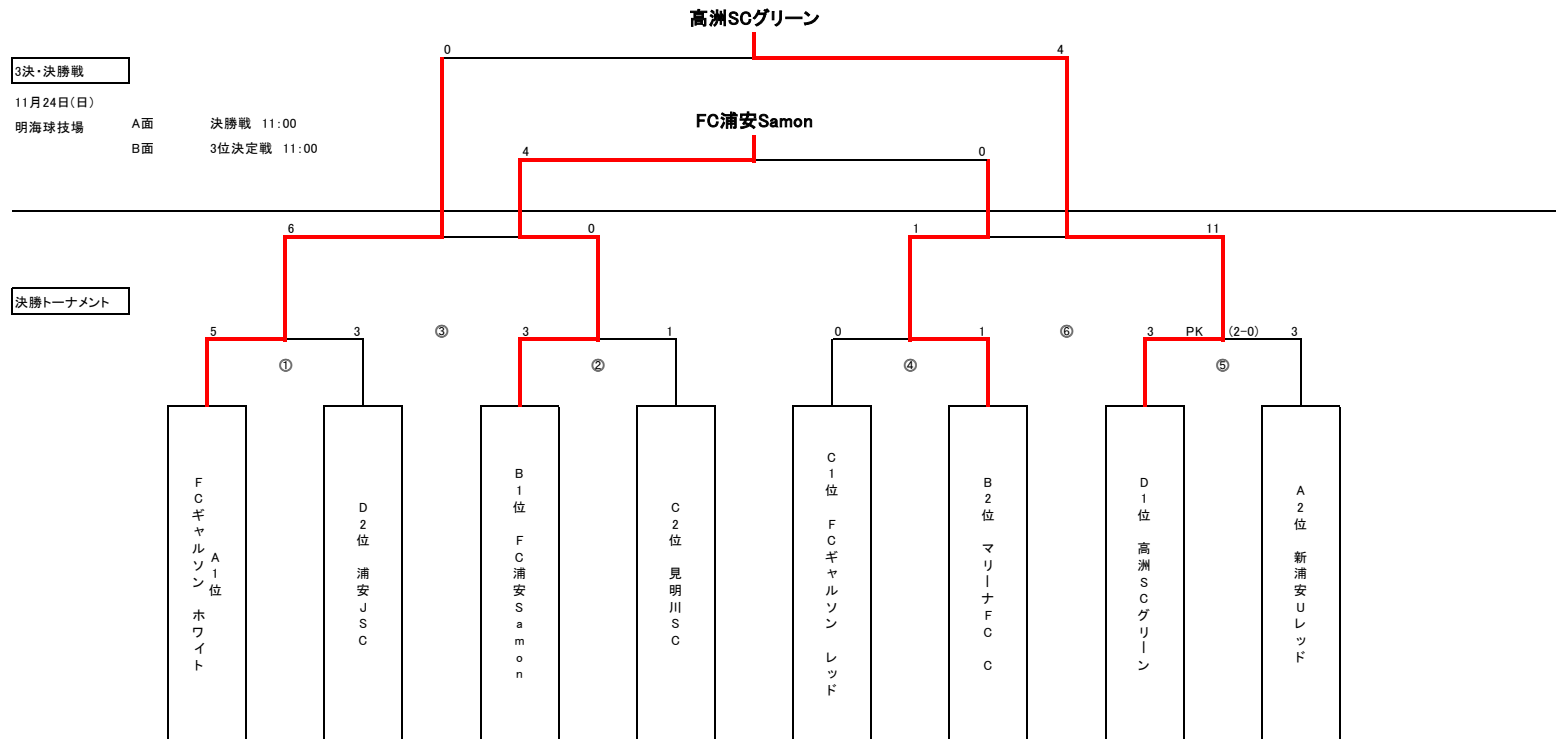 高洲SCグリーン
0 4
3決・決勝戦
11月24日(日)
明海球技場 A面 決勝戦 11:00
B面 3位決定戦 11:00
FC浦安Samon
4 0
6 0 1 11
決勝トーナメント
5 3 ③ 3 1 0 1 ⑥ 3 PK (2-0) 3
① ② ④ ⑤
A1位
FCギャルソン ホワイト
D2位 浦安JSC
B1位 FC浦安Samon
C2位 見明川SC
C1位 FCギャルソン レッド
B2位 マリーナFC C
D1位 高洲SCグリーン
A2位 新浦安Uレッド